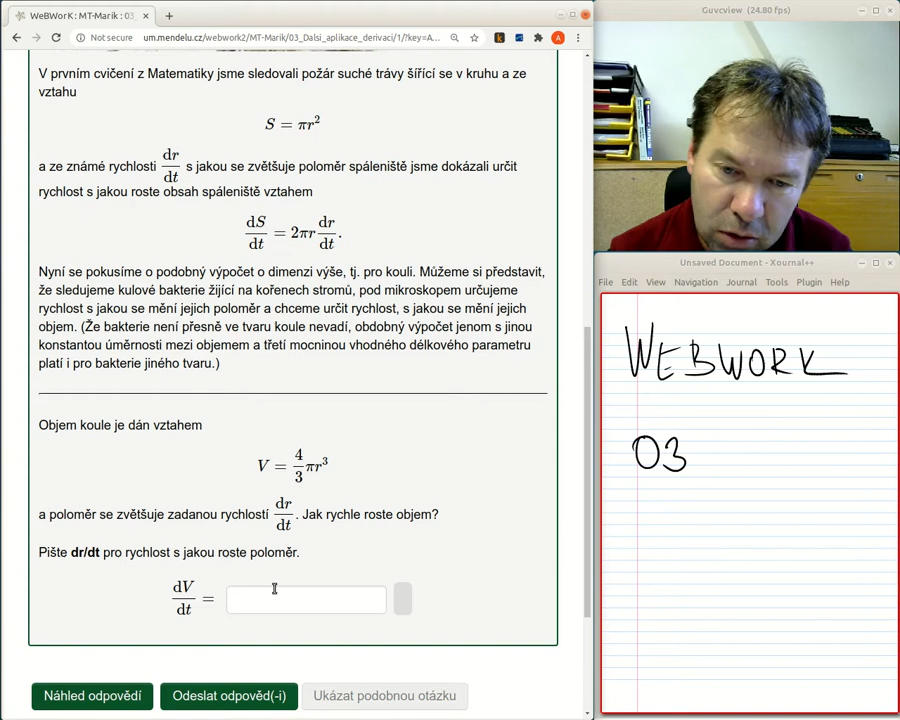 WeBWorK : MT-Marik : 03_
Not secure
um.mendelu.cz/webwork2/MT-Marik/03_Dalsi_aplikace_derivaci/1/?key=A...
A
V prvním cvičení z Matematiky jsme sledovali požár suché trávy šířící se v kruhu a ze
vztahu
S = πr²
a ze známé rychlosti dr/dt s jakou se zvětšuje poloměr spáleniště jsme dokázali určit
rychlost s jakou roste obsah spáleniště vztahem
dS/dt = 2πr dr/dt.
Nyní se pokusíme o podobný výpočet o dimenzi výše, tj. pro kouli. Můžeme si představit,
že sledujeme kulové bakterie žijící na kořenech stromů, pod mikroskopem určujeme
rychlost s jakou se mění jejich poloměr a chceme určit rychlost, s jakou se mění jejich
objem. (Že bakterie není přesně ve tvaru koule nevadí, obdobný výpočet jenom s jinou
konstantou úměrnosti mezi objemem a třetí mocninou vhodného délkového parametru
platí i pro bakterie jiného tvaru.)
Objem koule je dán vztahem
V = 4/3 πr³
a poloměr se zvětšuje zadanou rychlostí dr/dt. Jak rychle roste objem?
Pište dr/dt pro rychlost s jakou roste poloměr.
dV/dt =
Náhled odpovědí
Odeslat odpověď(-i)
Ukázat podobnou otázku
Guvcview (24.80 fps)
Unsaved Document - Xournal++
File Edit View Navigation Journal Tools Plugin Help
WEBWORK
03